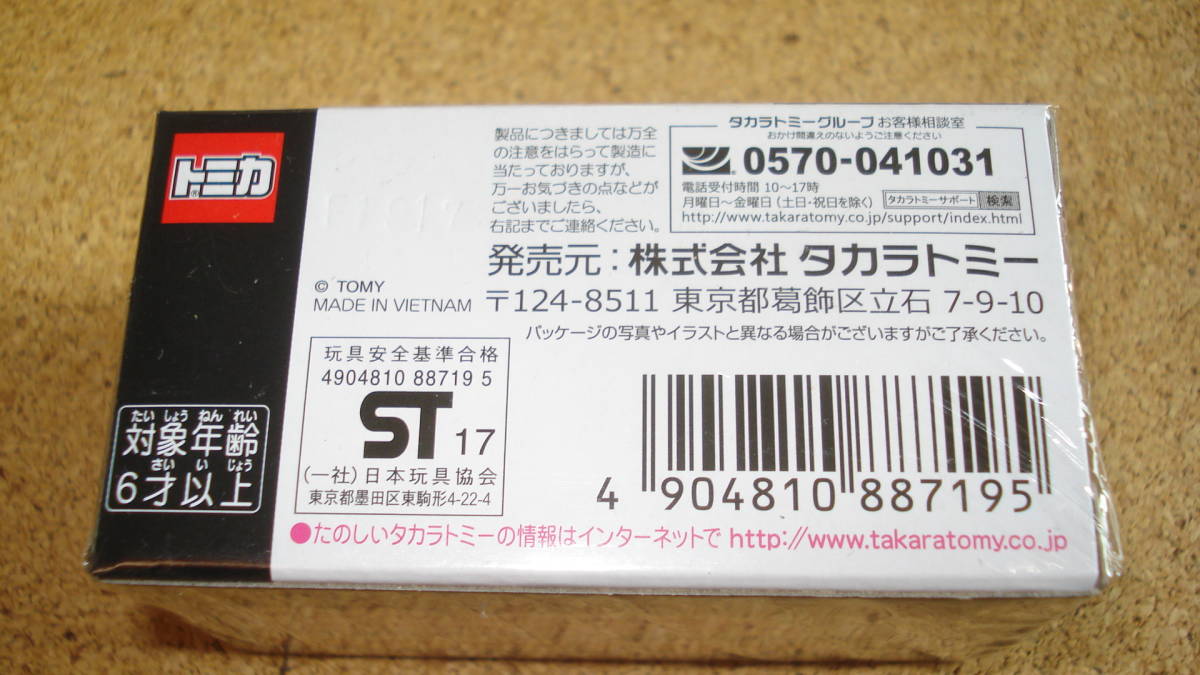 トミカ
®
製品につきましては万全
の注意をはらって製造に
当たっておりますが、
万一お気づきの点などが
ございましたら、
右記までご連絡ください。
タカラトミーグループ お客様相談室
おかけ間違えのないようご注意ください
0570-041031
電話受付時間 10～17時
月曜日～金曜日（土日・祝日を除く） タカラトミーサポート 検索
http://www.takaratomy.co.jp/support/index.html
発売元：株式会社 タカラトミー
© TOMY
MADE IN VIETNAM
〒124-8511 東京都葛飾区立石 7-9-10
パッケージの写真やイラストと異なる場合がございますがご了承ください。
玩具安全基準合格
4904810 88719 5
ST 17
(一社)日本玩具協会
東京都墨田区東駒形4-22-4
たい しょう ねん れい
対象年齢
さい い じょう
6才以上
4 904810 887195
●たのしいタカラトミーの情報はインターネットで http://www.takaratomy.co.jp